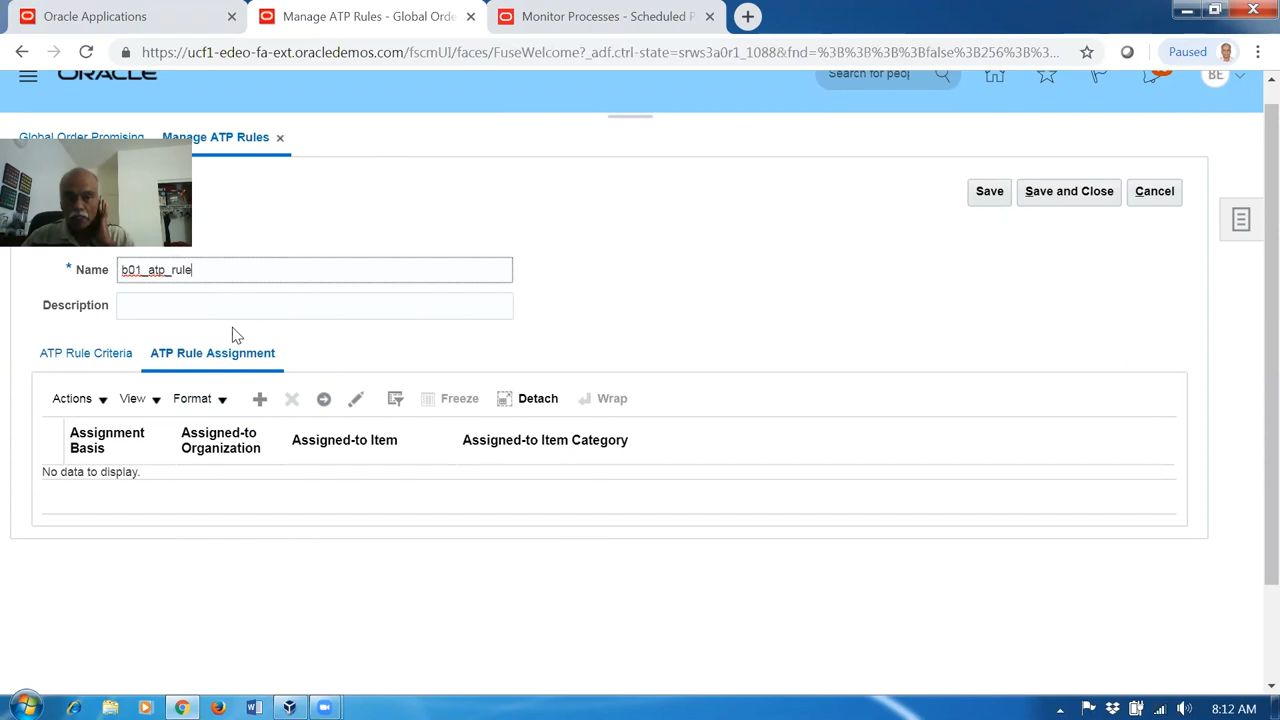 Oracle Applications
Manage ATP Rules - Global Orde
Monitor Processes - Scheduled P
https://ucf1-edeo-fa-ext.oracledemos.com/fscmUI/faces/FuseWelcome?_adf.ctrl-state=srws3a0r1_1088&fnd=%3B%3B%3B%3Bfalse%3B256%3B%3B...
Paused
ORACLE
Search for peo
BE
Global Order Promising
Manage ATP Rules
Save
Save and Close
Cancel
* Name b01_atp_rule
Description
ATP Rule Criteria
ATP Rule Assignment
Actions
View
Format
Freeze
Detach
Wrap
Assignment Basis
Assigned-to Organization
Assigned-to Item
Assigned-to Item Category
No data to display.
8:12 AM